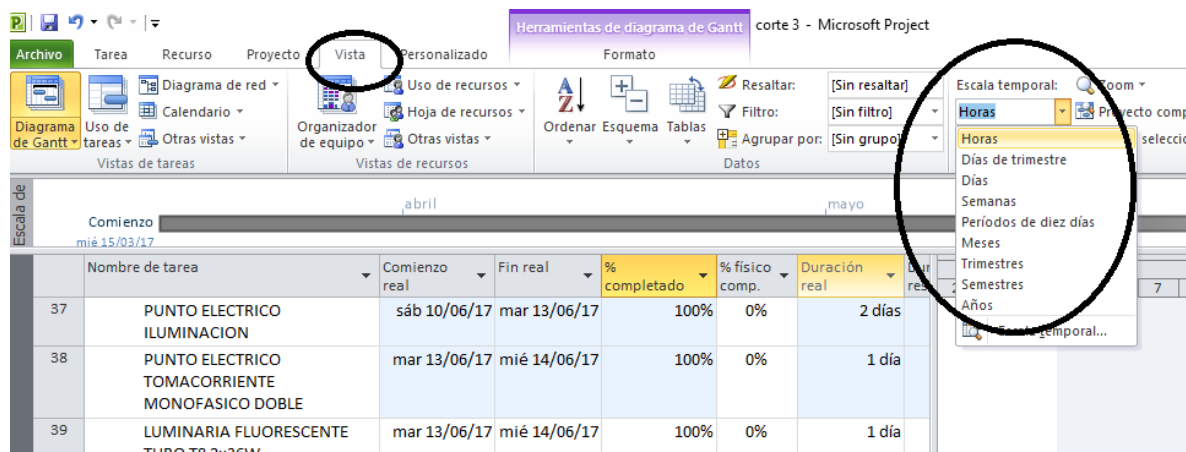 Herramientas de diagrama de Gantt corte 3 - Microsoft Project
Archivo Tarea Recurso Proyecto Vista Personalizado Formato
Diagrama de Gantt
Uso de tareas
Diagrama de red
Calendario
Otras vistas
Vistas de tareas
Organizador de equipo
Uso de recursos
Hoja de recursos
Otras vistas
Vistas de recursos
Ordenar Esquema Tablas
Resaltar: [Sin resaltar]
Filtro: [Sin filtro]
Agrupar por: [Sin grupo]
Datos
Escala temporal: Zoom
Horas
Horas
Días de trimestre
Días
Semanas
Períodos de diez días
Meses
Trimestres
Semestres
Años
Escala temporal...
Escala de
abril mayo
Comienzo
mié 15/03/17
Nombre de tarea Comienzo real Fin real % completado % físico comp. Duración real
7
37 PUNTO ELECTRICO sáb 10/06/17 mar 13/06/17 100% 0% 2 días
ILUMINACION
38 PUNTO ELECTRICO mar 13/06/17 mié 14/06/17 100% 0% 1 día
TOMACORRIENTE
MONOFASICO DOBLE
39 LUMINARIA FLUORESCENTE mar 13/06/17 mié 14/06/17 100% 0% 1 día